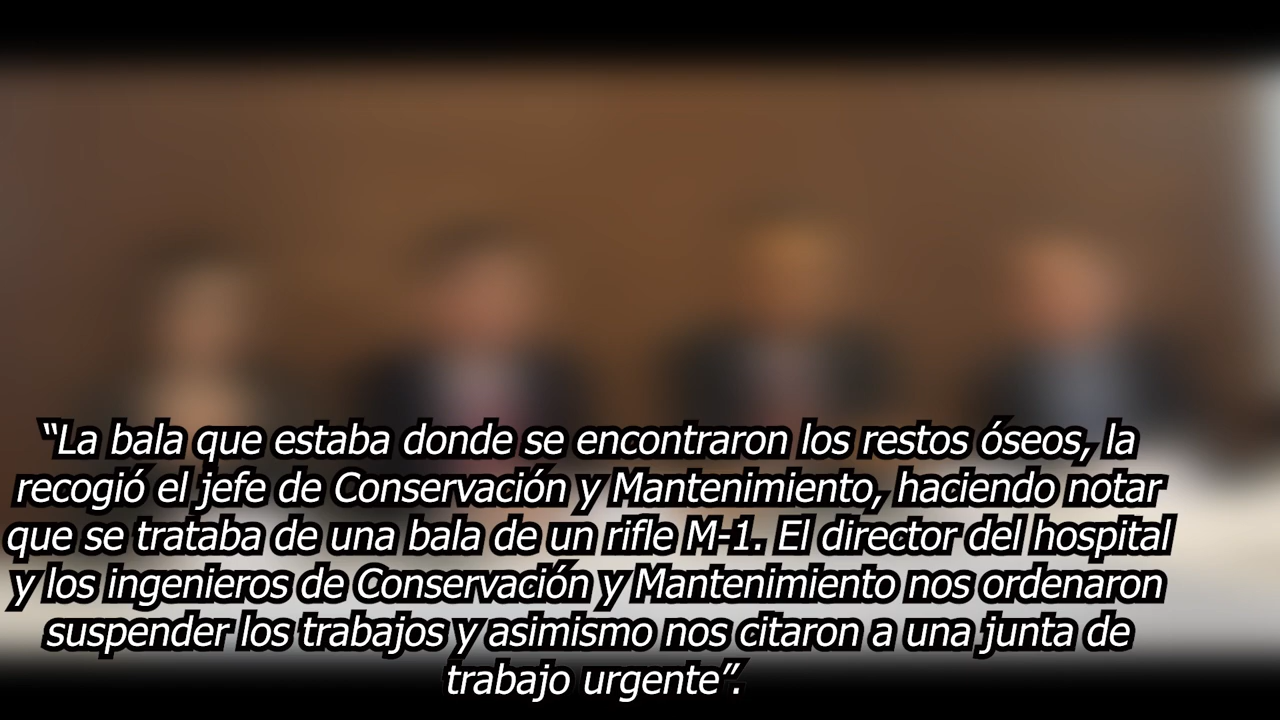 “La bala que estaba donde se encontraron los restos óseos, la
recogió el jefe de Conservación y Mantenimiento, haciendo notar
que se trataba de una bala de un rifle M-1. El director del hospital
y los ingenieros de Conservación y Mantenimiento nos ordenaron
suspender los trabajos y asimismo nos citaron a una junta de
trabajo urgente”.